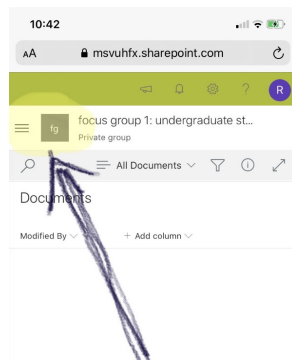 10:42
AA msvuhfx.sharepoint.com
? R
fg focus group 1: undergraduate st...
Private group
All Documents
Documents
Modified By + Add column